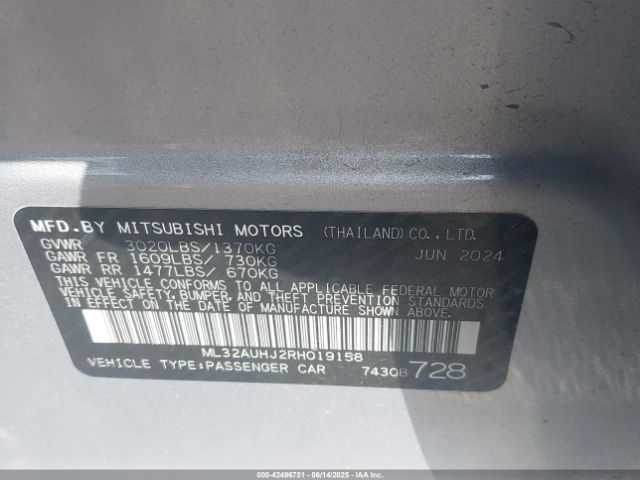 MFD.BY MITSUBISHI MOTORS (THAILAND)CO.,LTD.
GVWR 3020LBS/1370KG JUN 2024
GAWR FR 1609LBS/ 730KG
GAWR RR 1477LBS/ 670KG
THIS VEHICLE CONFORMS TO ALL APPLICABLE FEDERAL MOTOR
VEHICLE SAFETY, BUMPER, AND THEFT PREVENTION STANDARDS
IN EFFECT ON THE DATE OF MANUFACTURE SHOWN ABOVE.
ML32AUHJ2RH019158
VEHICLE TYPE:PASSENGER CAR 7430B 728
000-42496751 - 06/14/2025 - IAAI.COM